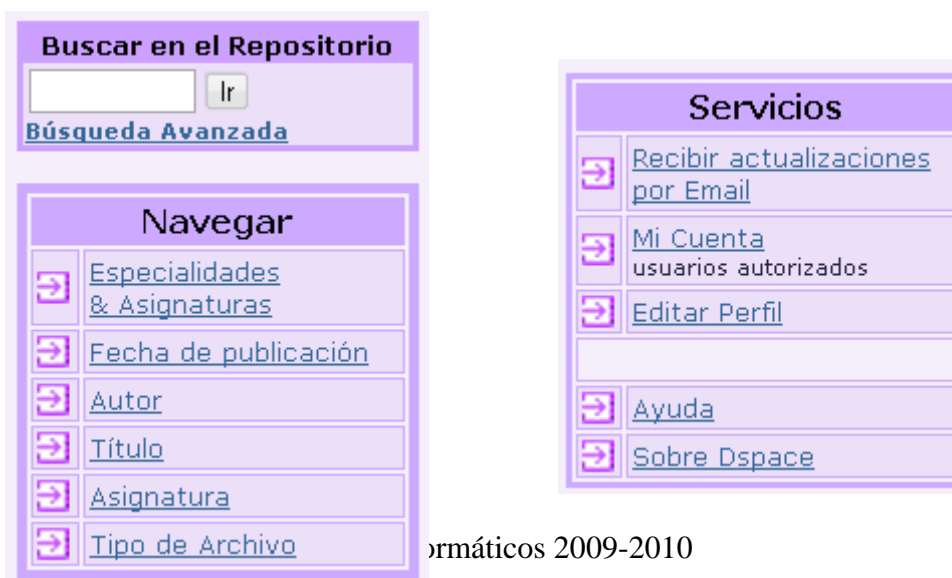 Buscar en el Repositorio
Ir
Búsqueda Avanzada
Navegar
Especialidades
& Asignaturas
Fecha de publicación
Autor
Título
Asignatura
Tipo de Archivo
Servicios
Recibir actualizaciones
por Email
Mi Cuenta
usuarios autorizados
Editar Perfil
Ayuda
Sobre Dspace
2009-2010